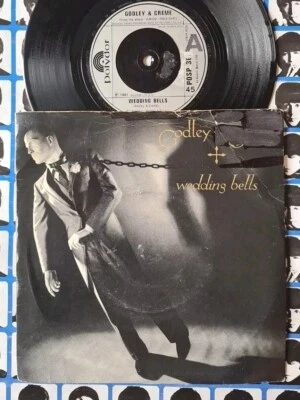 GODLEY & CREME
polydor
A
POSP 36
45
WEDDING BELLS
Godley
+
wedding bells